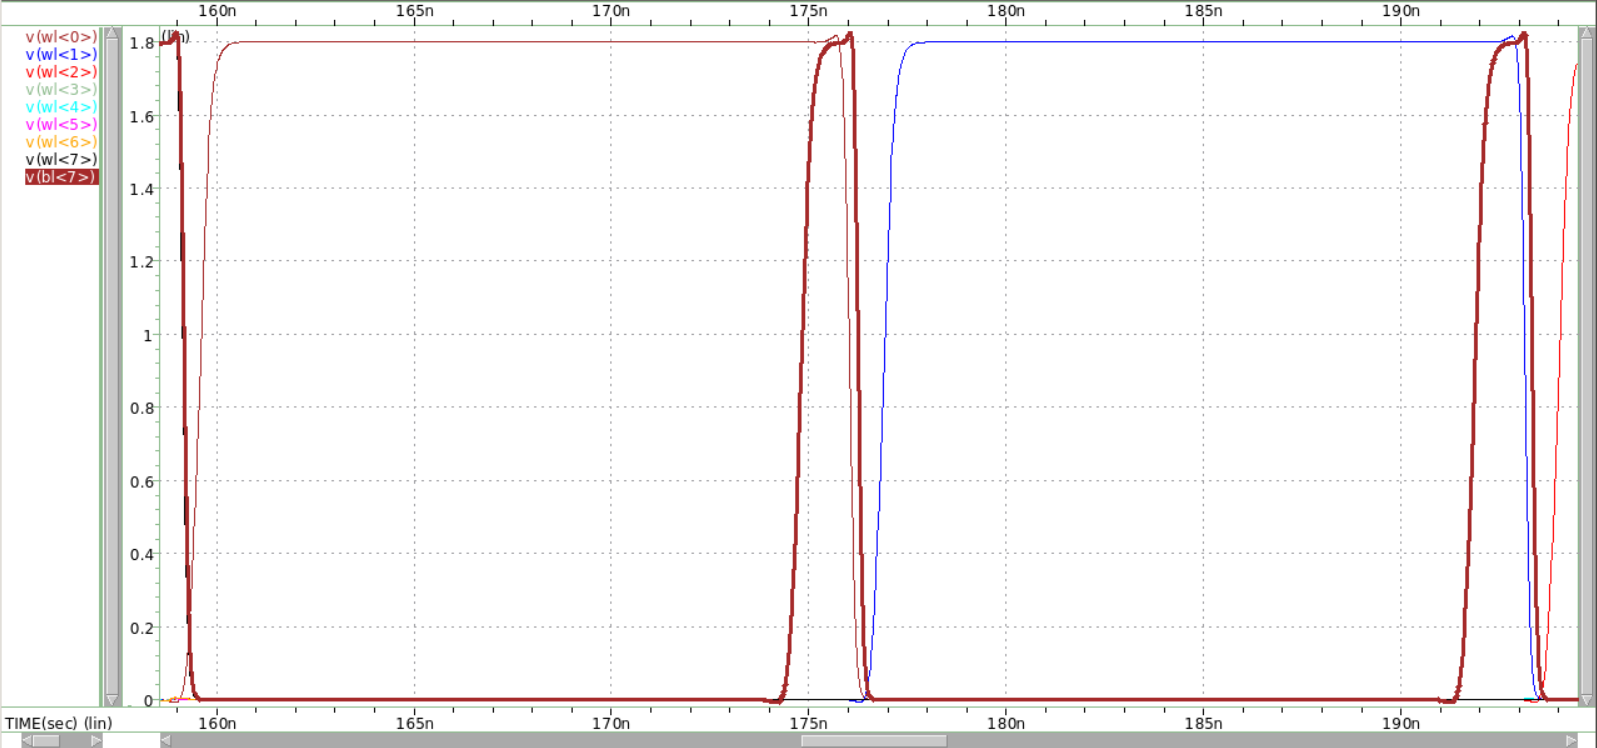 160n 165n 170n 175n 180n 185n 190n
v(wl<0>)
v(wl<1>)
v(wl<2>)
v(wl<3>)
v(wl<4>)
v(wl<5>)
v(wl<6>)
v(wl<7>)
v(bl<7>)
(lin)
1.8
1.6
1.4
1.2
1
0.8
0.6
0.4
0.2
0
TIME(sec) (lin) 160n 165n 170n 175n 180n 185n 190n